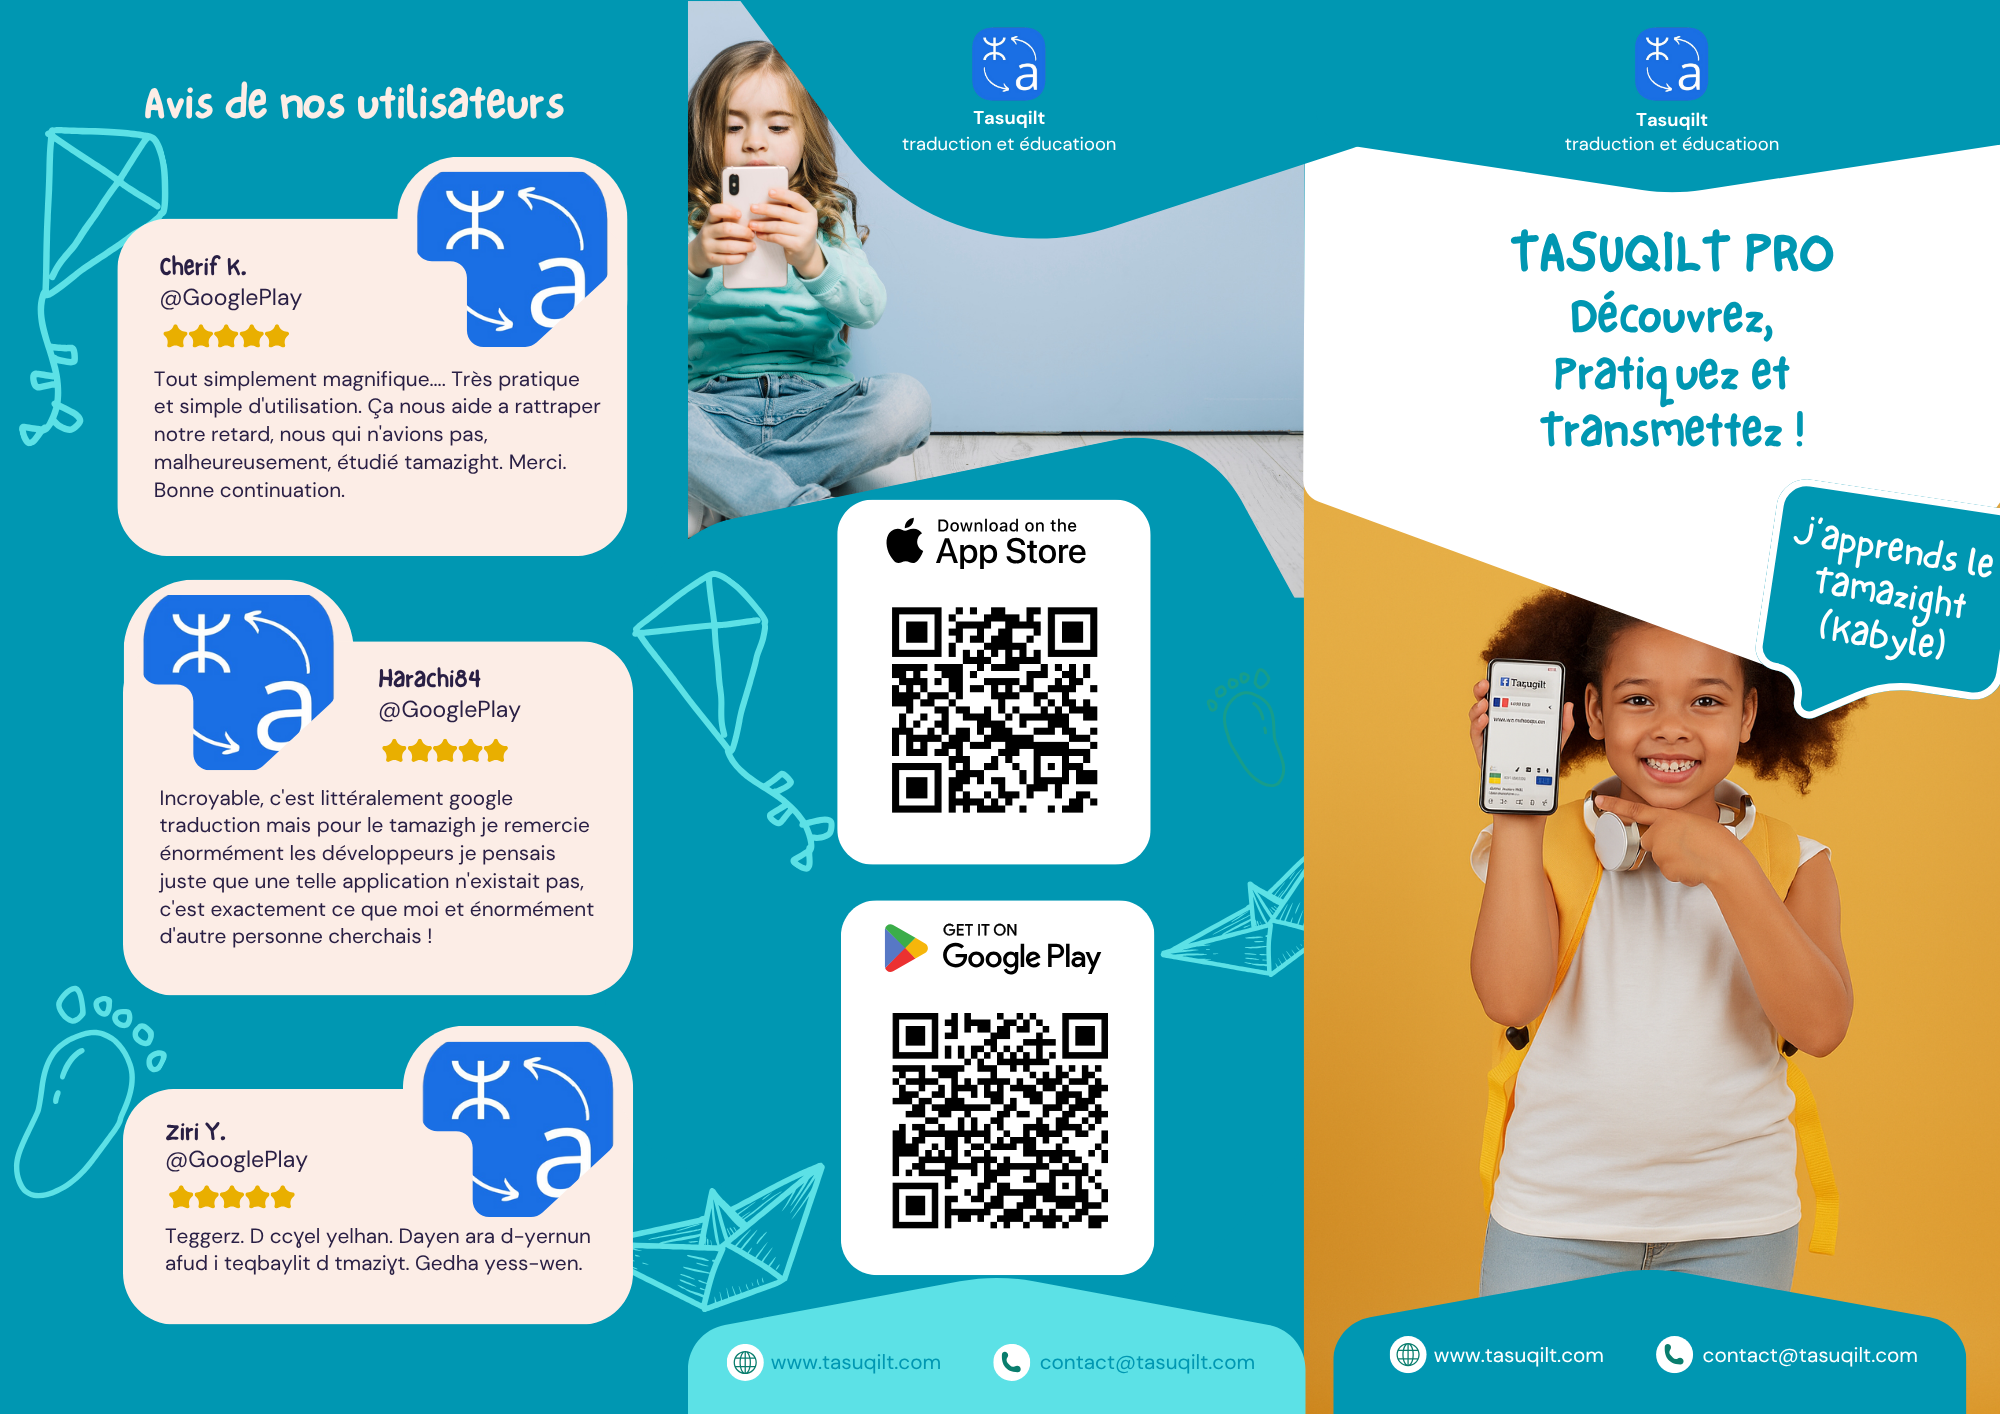 Avis de nos utilisateurs
Cherif K.
@GooglePlay
Tout simplement magnifique.... Très pratique
et simple d'utilisation. Ça nous aide a rattraper
notre retard, nous qui n'avions pas,
malheureusement, étudié tamazight. Merci.
Bonne continuation.
Harachi84
@GooglePlay
Incroyable, c'est littéralement google
traduction mais pour le tamazigh je remercie
énormément les développeurs je pensais
juste que une telle application n'existait pas,
c'est exactement ce que moi et énormément
d'autre personne cherchais !
Ziri Y.
@GooglePlay
Teggerz. D ccɣel yelhan. Dayen ara d-yernun
afud i teqbaylit d tmaziɣt. Gedha yess-wen.
ⵣ a
Tasuqilt
traduction et éducatioon
Download on the
App Store
GET IT ON
Google Play
www.tasuqilt.com
contact@tasuqilt.com
ⵣ a
Tasuqilt
traduction et éducatioon
TASUQILT PRO
Découvrez,
Pratiquez et
Transmettez !
j'apprends le
tamazight
(kabyle)
www.tasuqilt.com
contact@tasuqilt.com